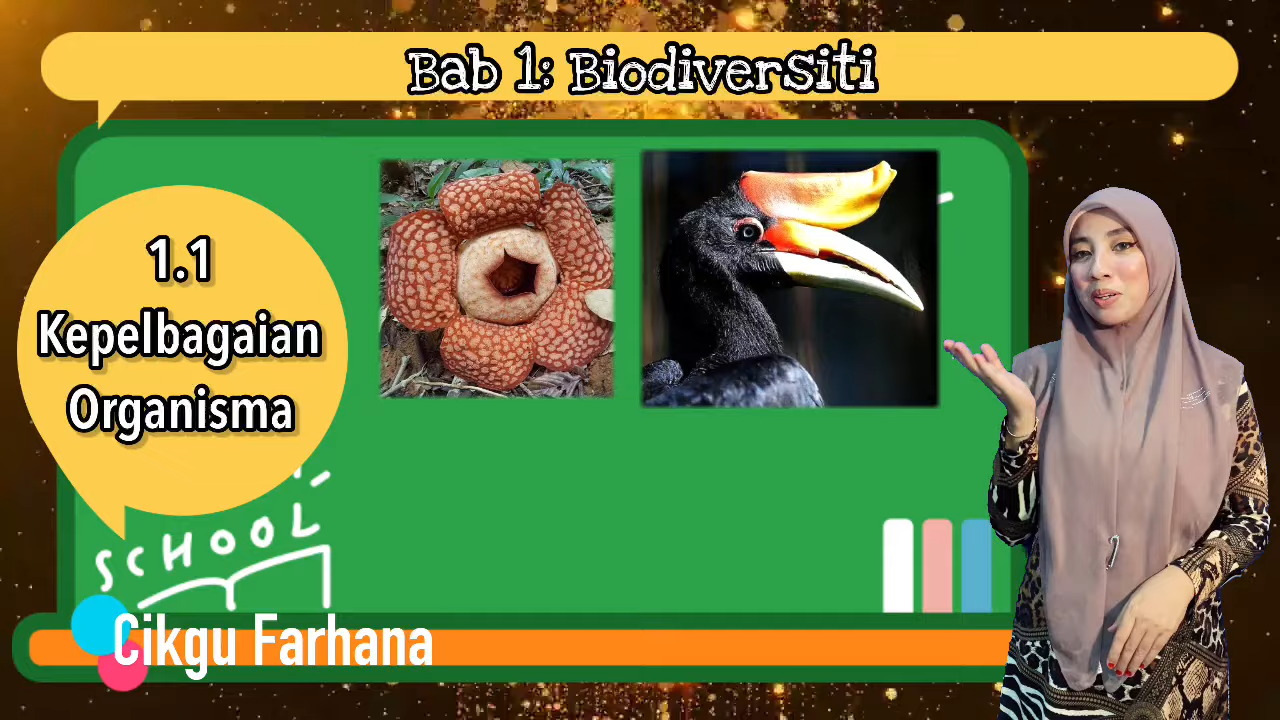 Bab 1: Biodiversiti
1.1
Kepelbagaian
Organisma
SCHOOL
Cikgu Farhana